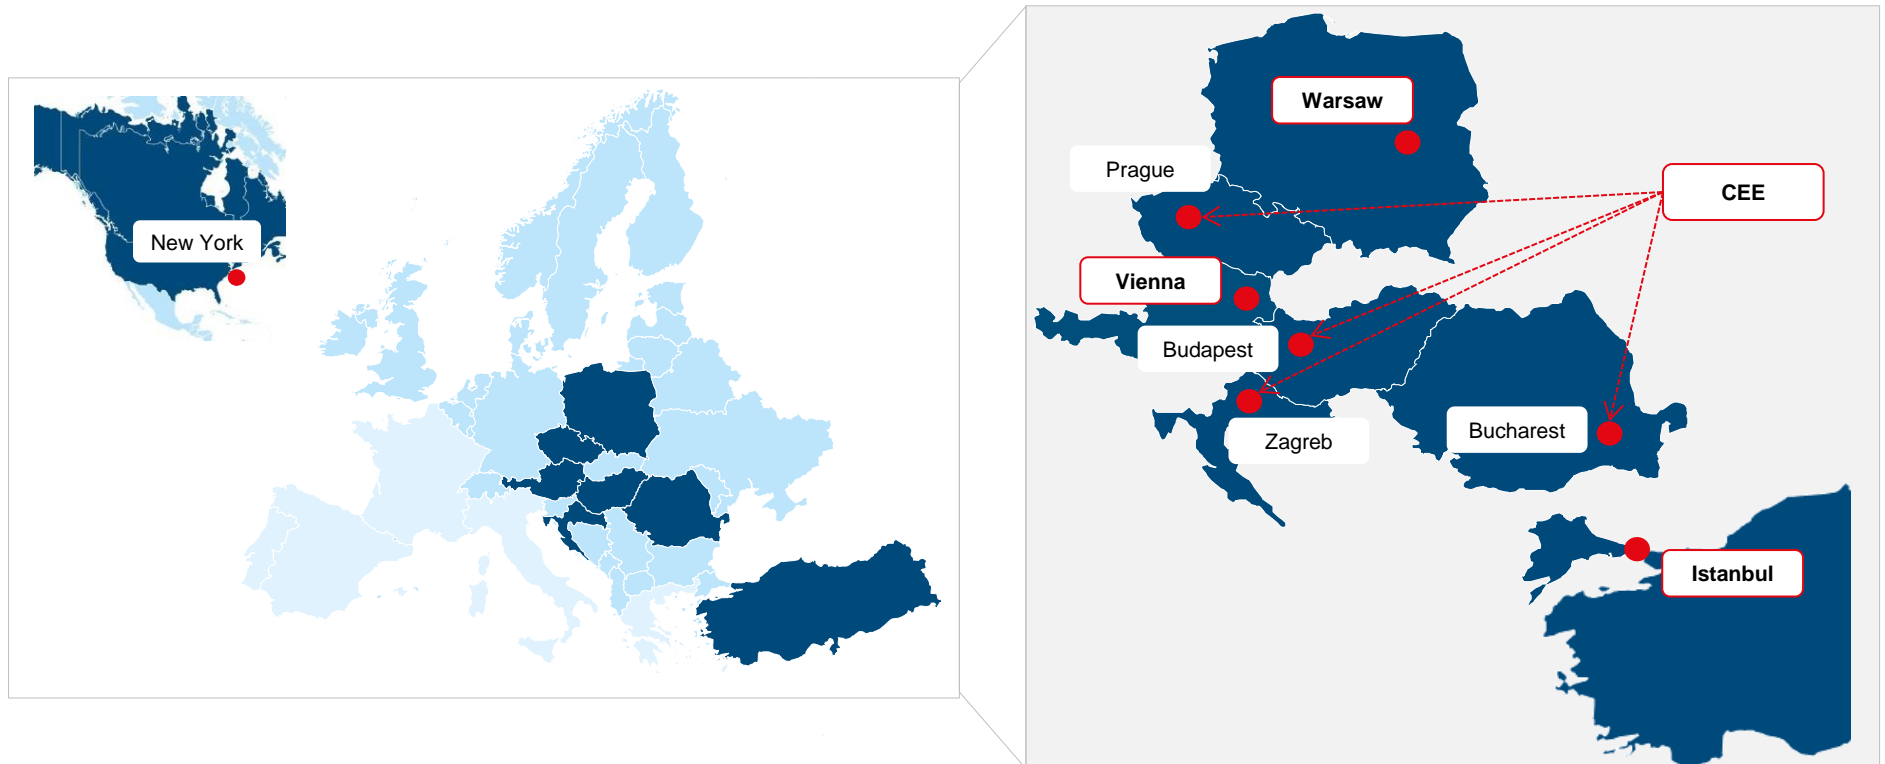 New York
Warsaw
Prague
CEE
Vienna
Budapest
Zagreb
Bucharest
Istanbul